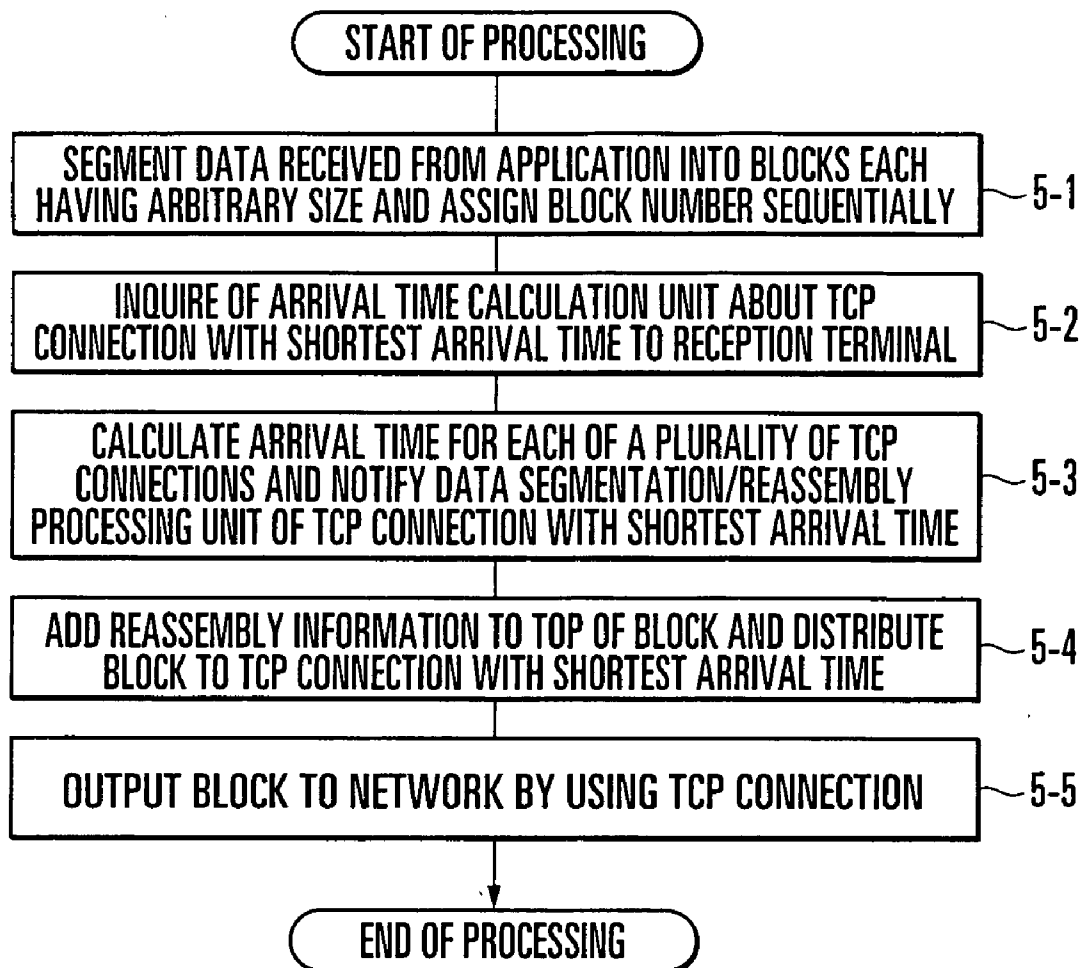 START OF PROCESSING
SEGMENT DATA RECEIVED FROM APPLICATION INTO BLOCKS EACH
HAVING ARBITRARY SIZE AND ASSIGN BLOCK NUMBER SEQUENTIALLY
5-1
INQUIRE OF ARRIVAL TIME CALCULATION UNIT ABOUT TCP
CONNECTION WITH SHORTEST ARRIVAL TIME TO RECEPTION TERMINAL
5-2
CALCULATE ARRIVAL TIME FOR EACH OF A PLURALITY OF TCP
CONNECTIONS AND NOTIFY DATA SEGMENTATION/REASSEMBLY
PROCESSING UNIT OF TCP CONNECTION WITH SHORTEST ARRIVAL TIME
5-3
ADD REASSEMBLY INFORMATION TO TOP OF BLOCK AND DISTRIBUTE
BLOCK TO TCP CONNECTION WITH SHORTEST ARRIVAL TIME
5-4
OUTPUT BLOCK TO NETWORK BY USING TCP CONNECTION
5-5
END OF PROCESSING